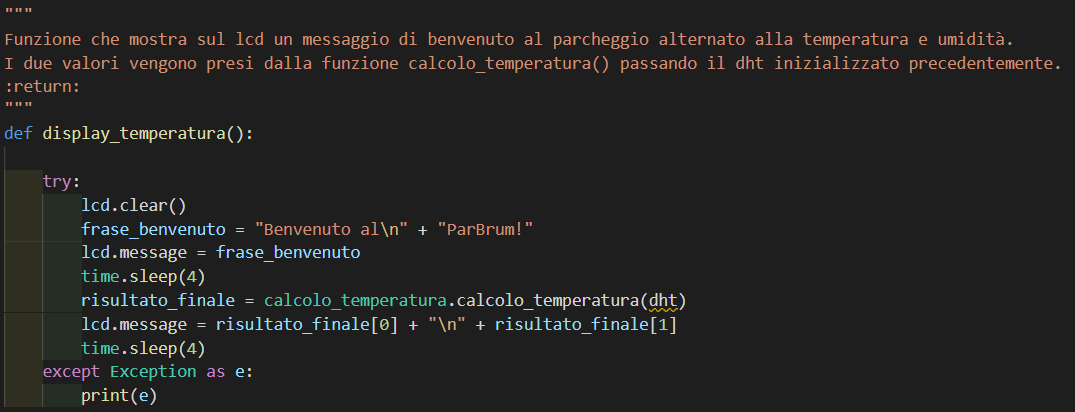 """
Funzione che mostra sul lcd un messaggio di benvenuto al parcheggio alternato alla temperatura e umidità.
I due valori vengono presi dalla funzione calcolo_temperatura() passando il dht inizializzato precedentemente.
:return:
"""
def display_temperatura():

    try:
        lcd.clear()
        frase_benvenuto = "Benvenuto al\n" + "ParBrum!"
        lcd.message = frase_benvenuto
        time.sleep(4)
        risultato_finale = calcolo_temperatura.calcolo_temperatura(dht)
        lcd.message = risultato_finale[0] + "\n" + risultato_finale[1]
        time.sleep(4)
    except Exception as e:
        print(e)